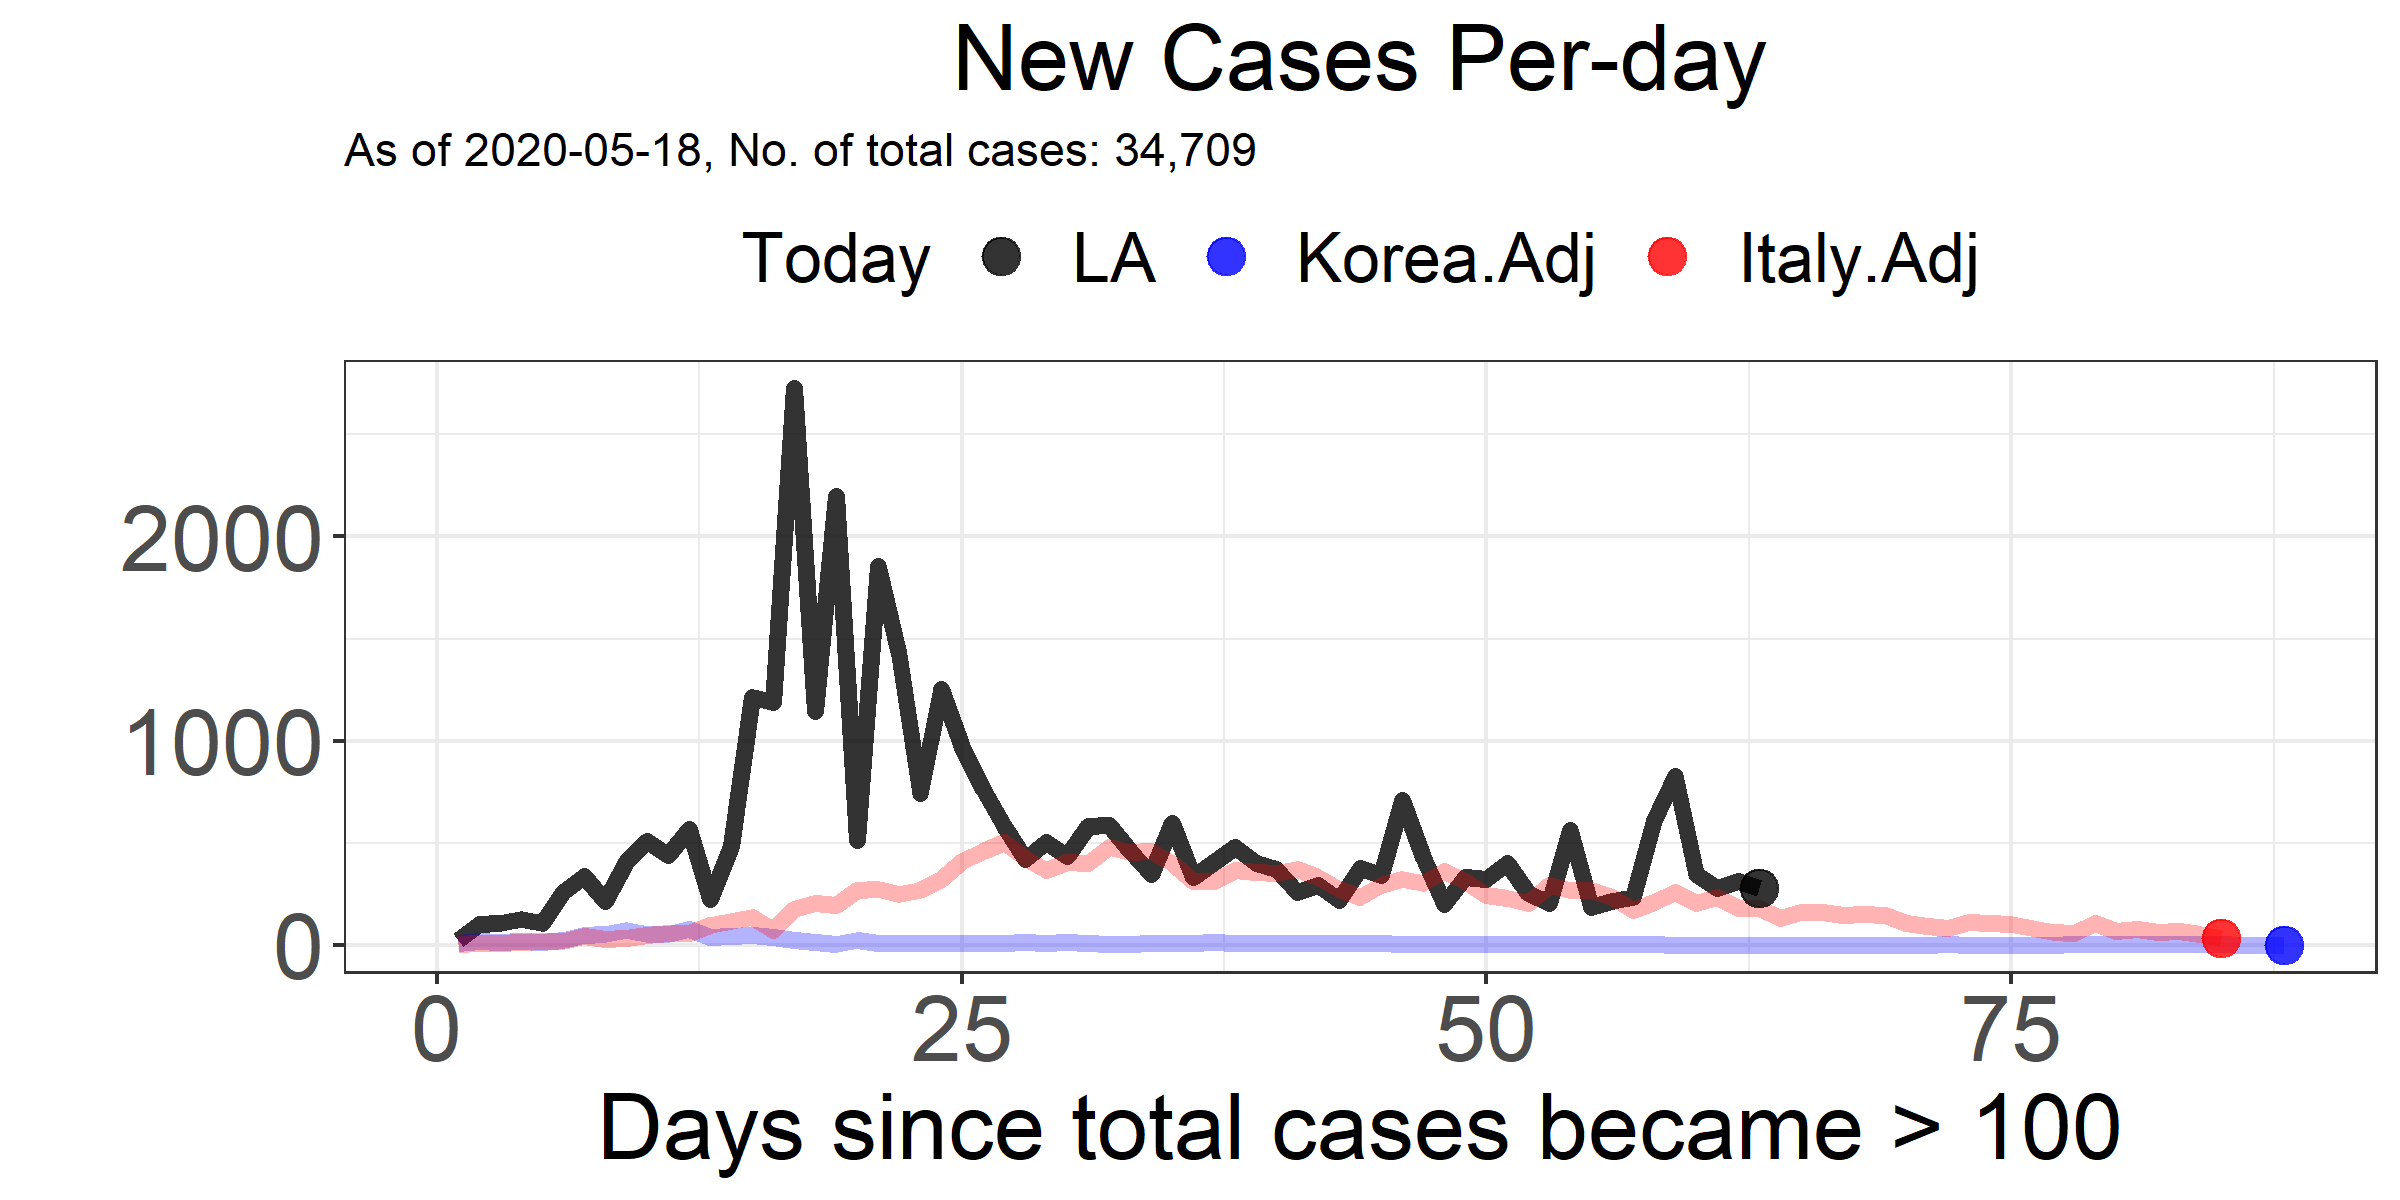 New Cases Per-day
As of 2020-05-18, No. of total cases: 34,709
Today LA Korea.Adj Italy.Adj
2000
1000
0
0 25 50 75
Days since total cases became > 100